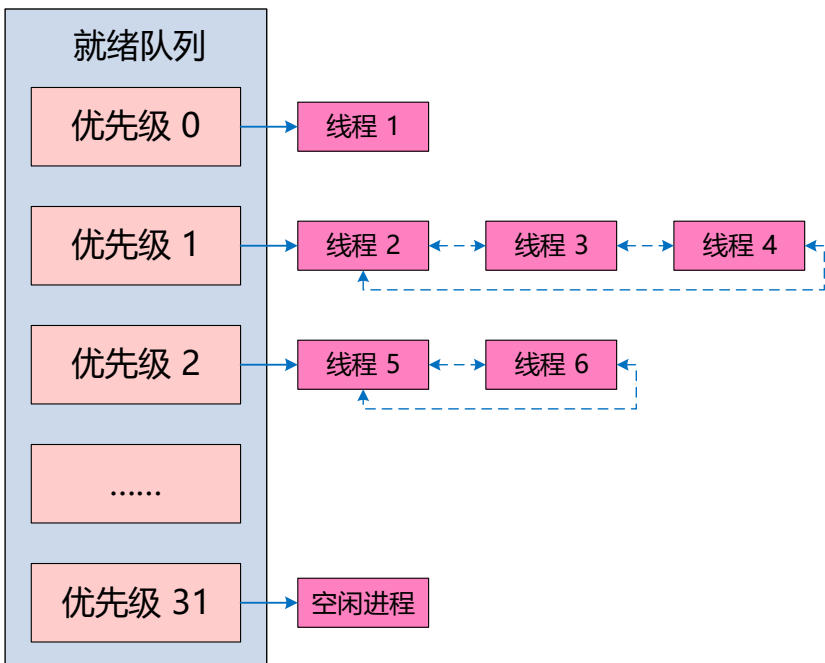 就绪队列
优先级 0
线程 1
优先级 1
线程 2
线程 3
线程 4
优先级 2
线程 5
线程 6
……
优先级 31
空闲进程